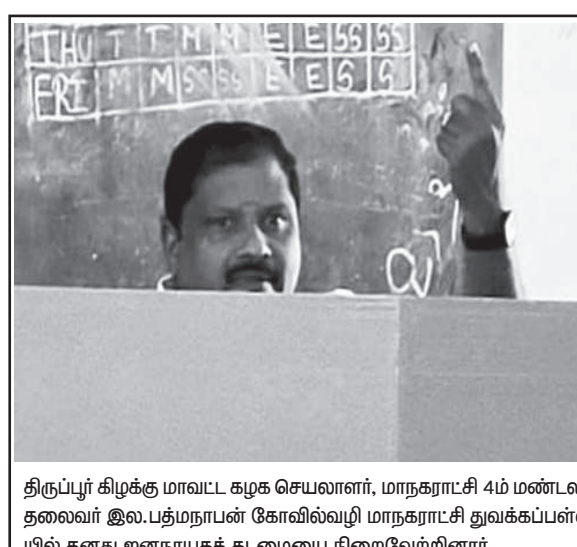 THU T T M M E E SS SS
FRI M M SS SS E E S S
திருப்பூர் கிழக்கு மாவட்ட கழக செயலாளர், மாநகராட்சி 4ம் மண்டல
தலைவர் இல.பத்மநாபன் கோவில்வழி மாநகராட்சி துவக்கப்பள்ளி
யில் தனது ஜனநாயகக் கடமையை நிறைவேற்றினார்.